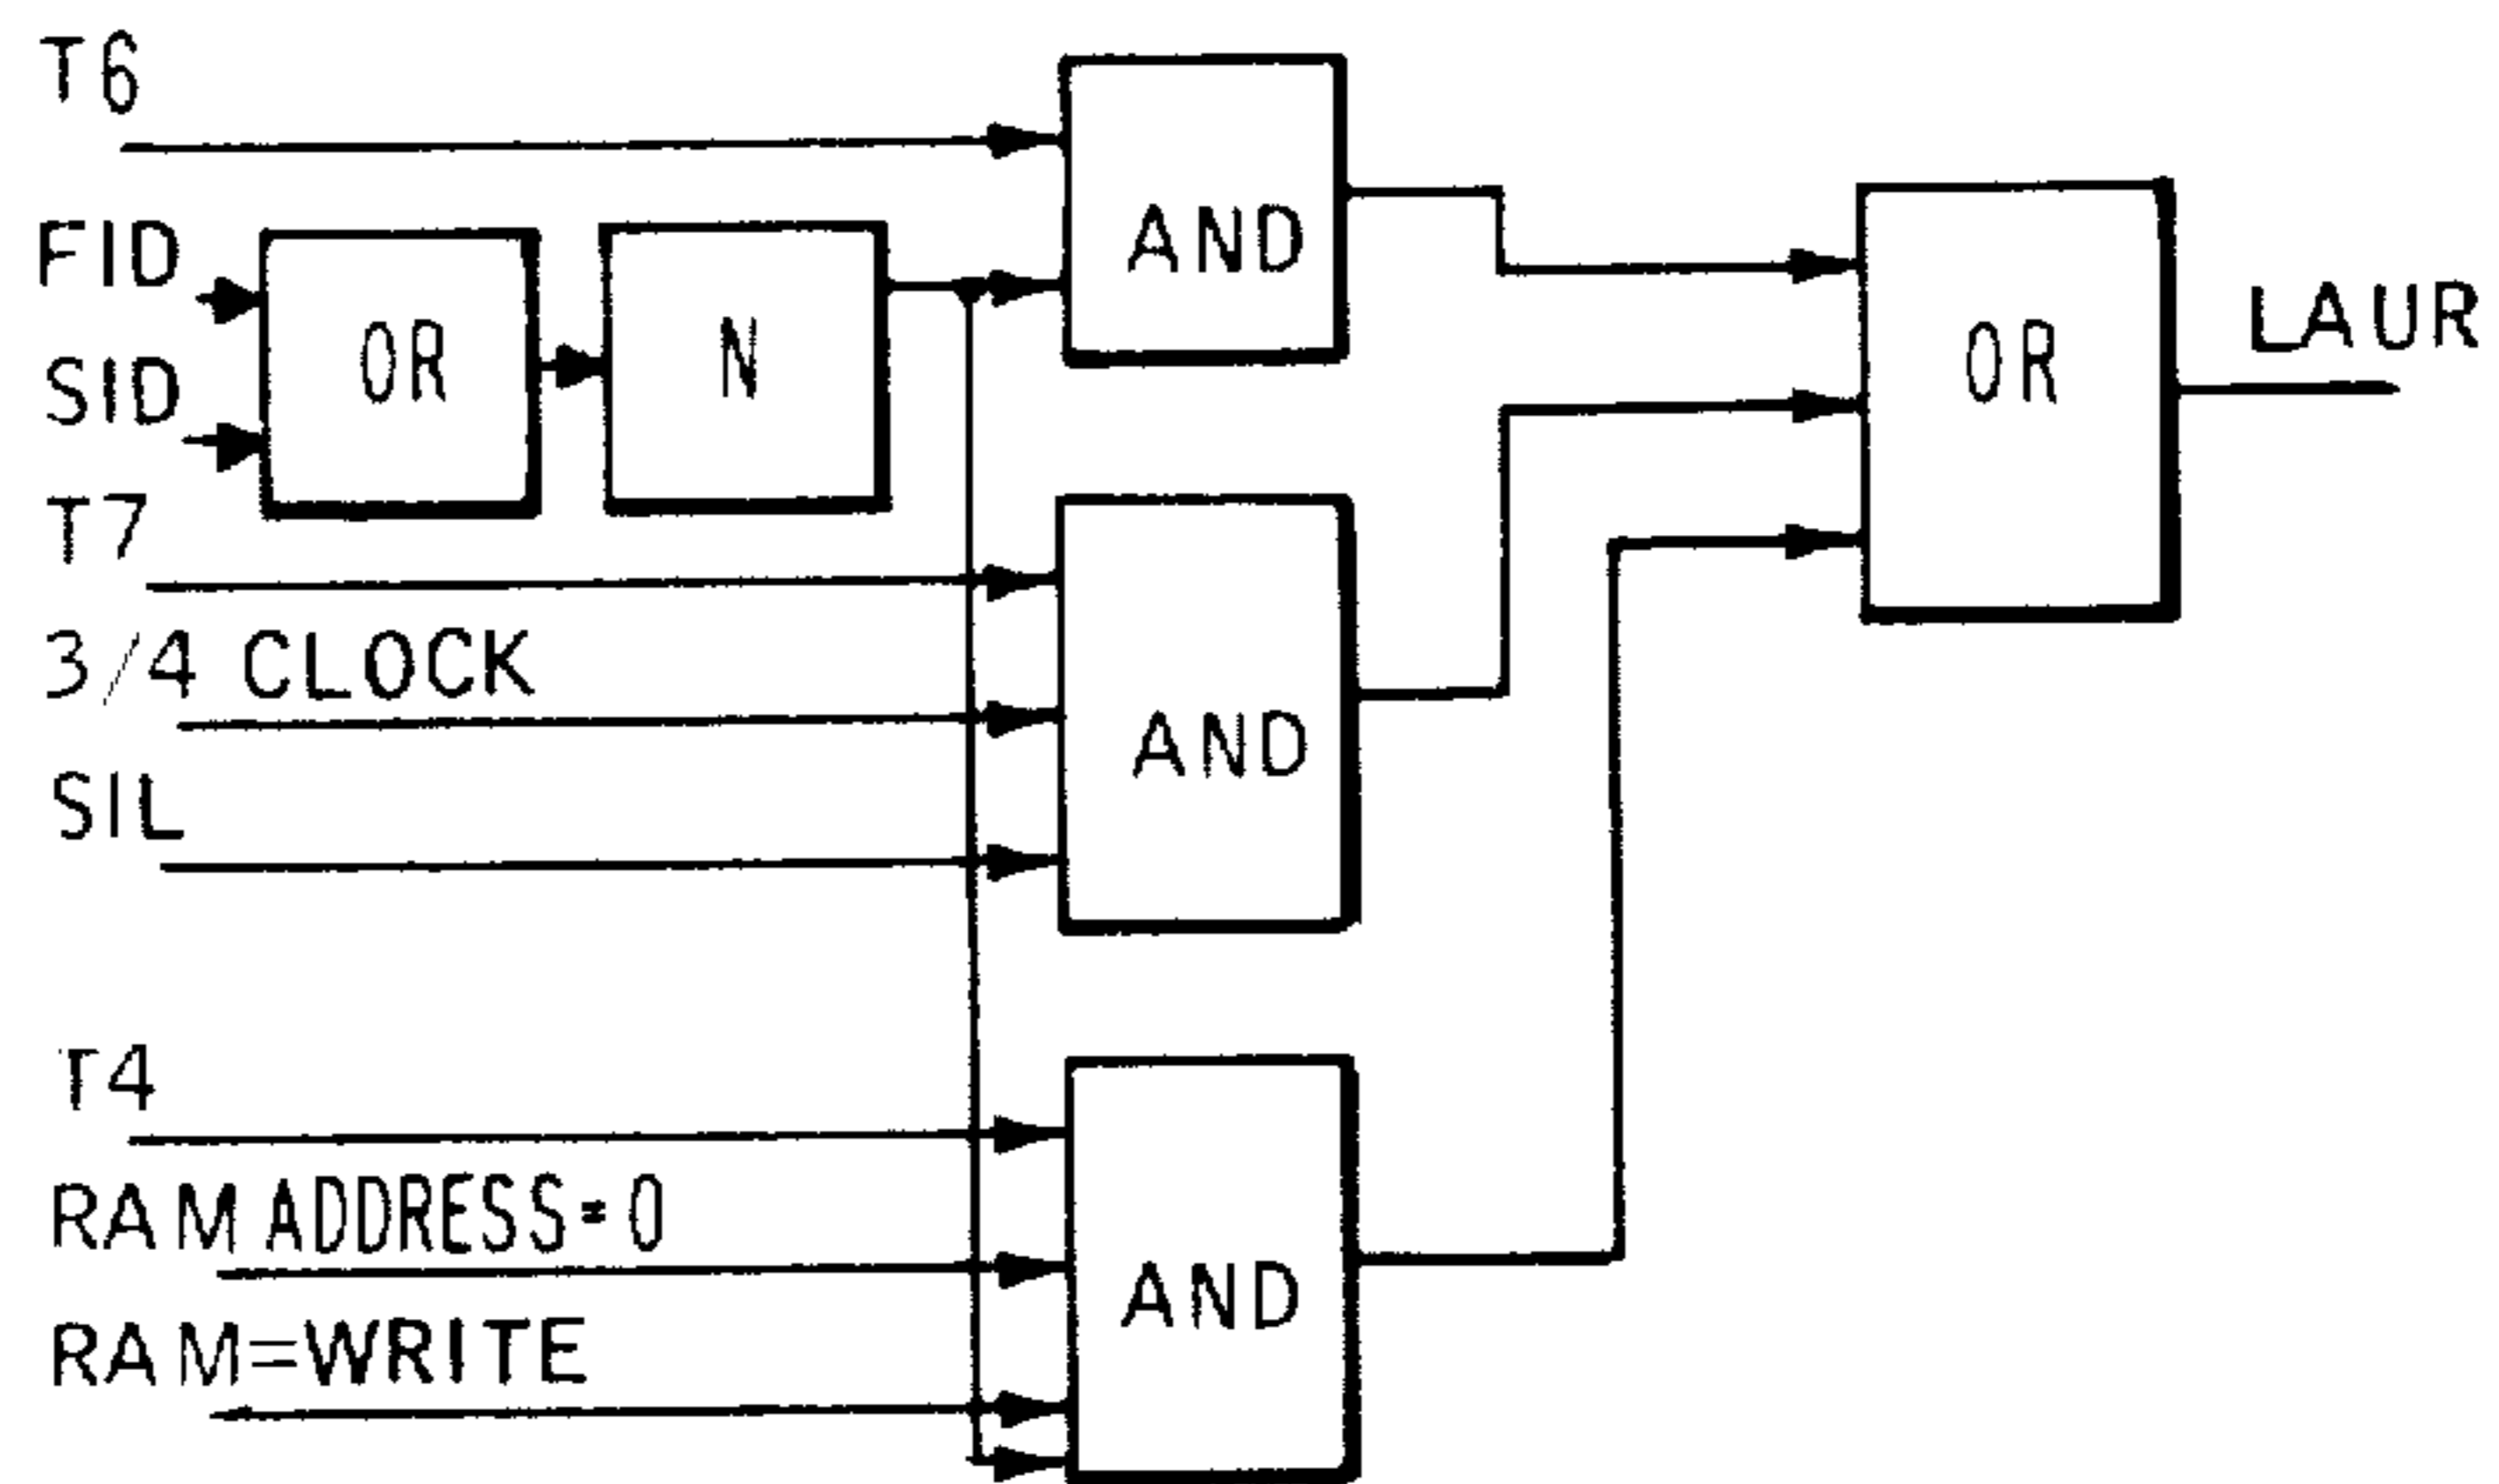 T6
AND
FID
OR
N
SID
OR
LAUR
T7
3/4 CLOCK
AND
SIL
T4
RAM ADDRESS=0
AND
RAM=WRITE